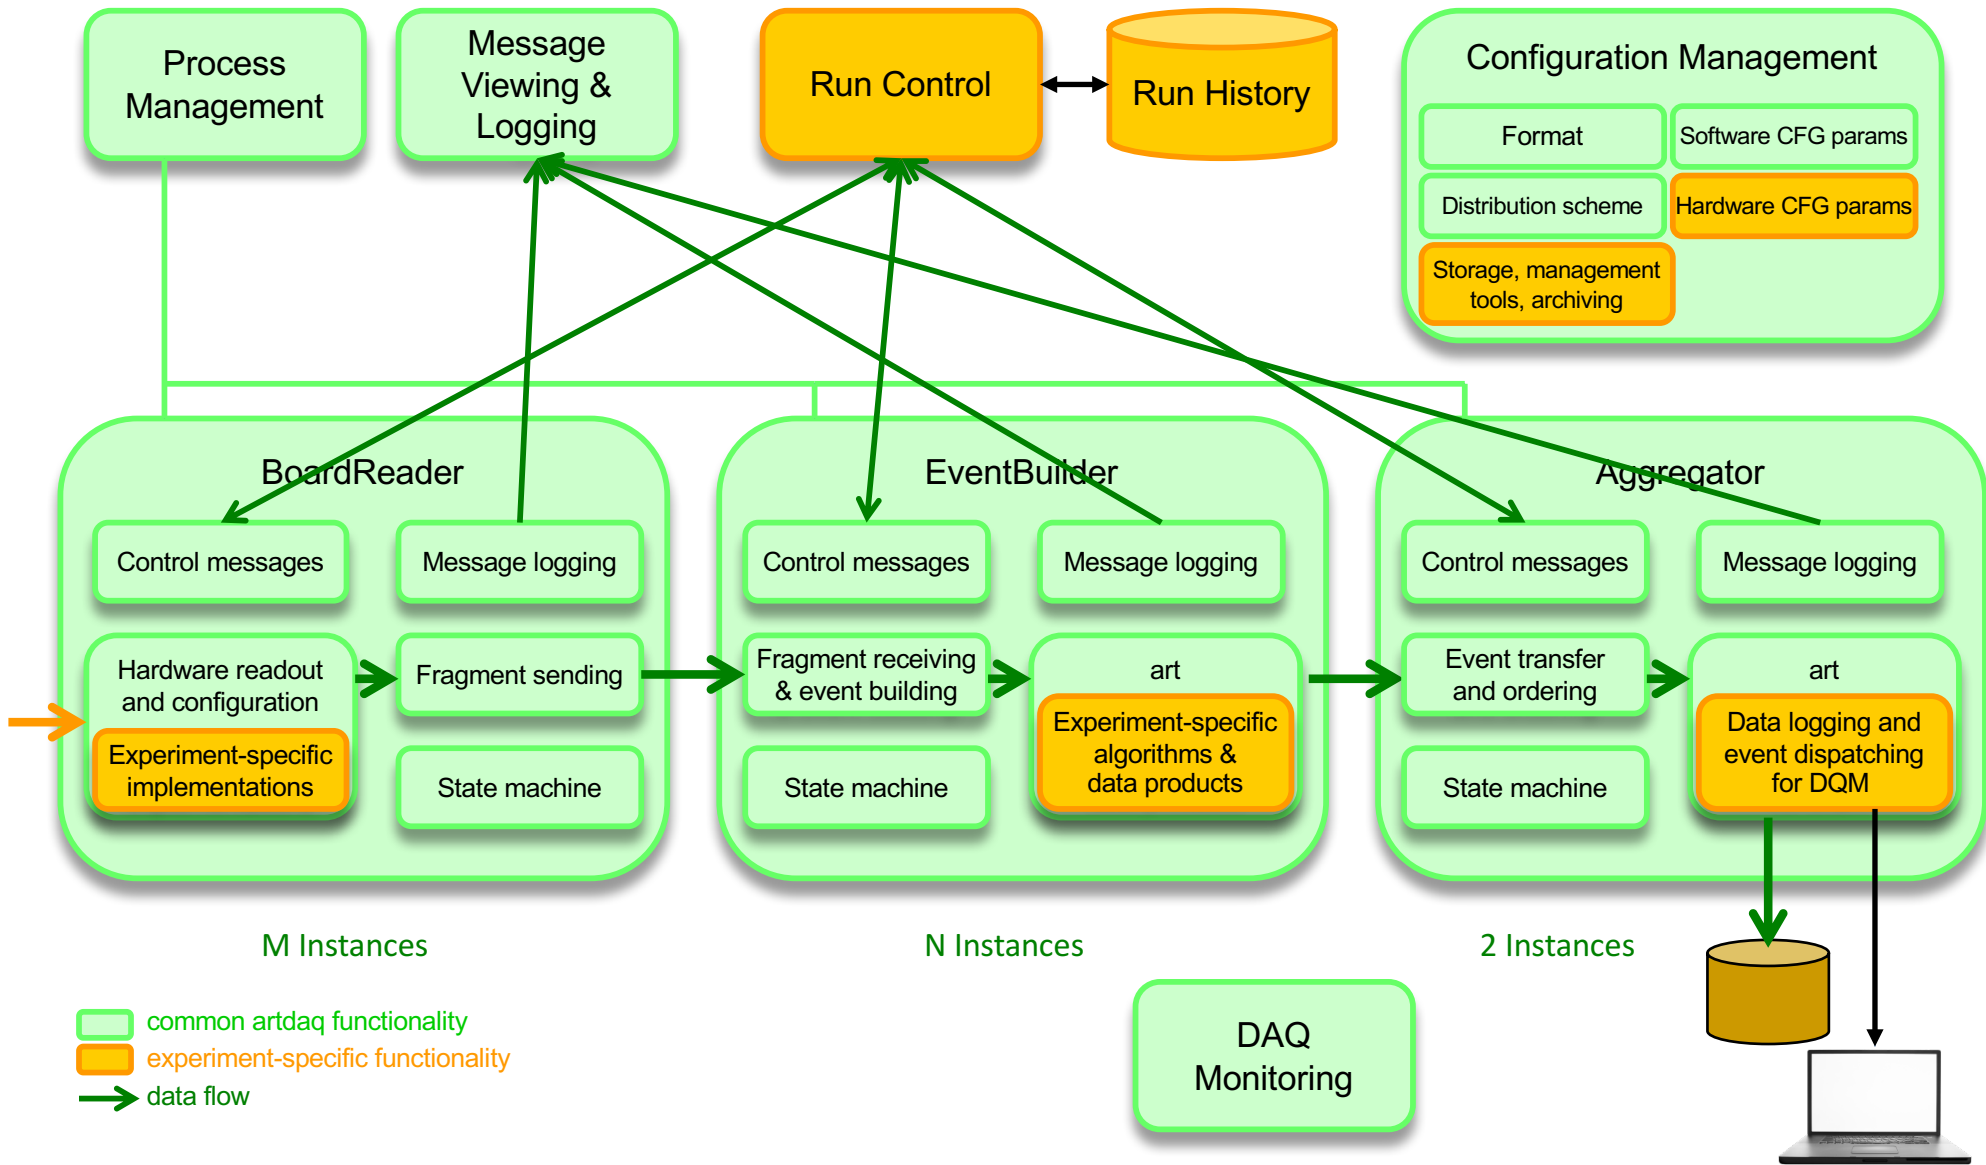 Process
Management
Message
Viewing &
Logging
Run Control
Run History
Configuration Management
Format
Software CFG params
Distribution scheme
Hardware CFG params
Storage, management
tools, archiving
BoardReader
Control messages
Message logging
Hardware readout
and configuration
Experiment-specific
implementations
Fragment sending
State machine
EventBuilder
Control messages
Message logging
Fragment receiving
& event building
art
Experiment-specific
algorithms &
data products
State machine
Aggregator
Control messages
Message logging
Event transfer
and ordering
art
Data logging and
event dispatching
for DQM
State machine
M Instances
N Instances
2 Instances
common artdaq functionality
experiment-specific functionality
data flow
DAQ
Monitoring